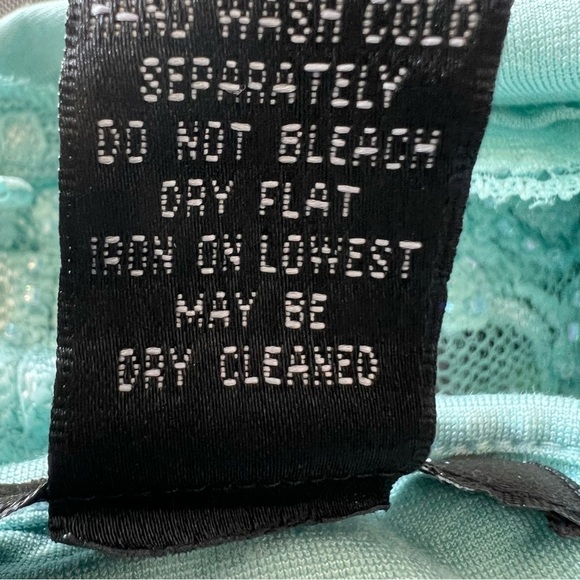 HAND WASH COLD
SEPARATELY
DO NOT BLEACH
DRY FLAT
IRON ON LOWEST
MAY BE
DRY CLEANED